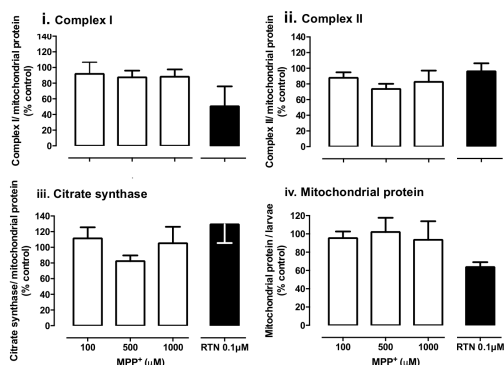 i. Complex I
Complex I/ mitochondrial protein
(% control)
140
120
100
80
60
40
20
0
ii. Complex II
Complex II/ mitochondrial protein
(% control)
140
120
100
80
60
40
20
0
iii. Citrate synthase
Citrate synthase/ mitochondrial protein
(% control)
140
120
100
80
60
40
20
0
100
500
1000
RTN 0.1µM
MPP+ (µM)
iv. Mitochondrial protein
Mitochondrial protein / larvae
(% control)
120
100
80
60
40
20
0
100
500
1000
RTN 0.1µM
MPP+ (µM)